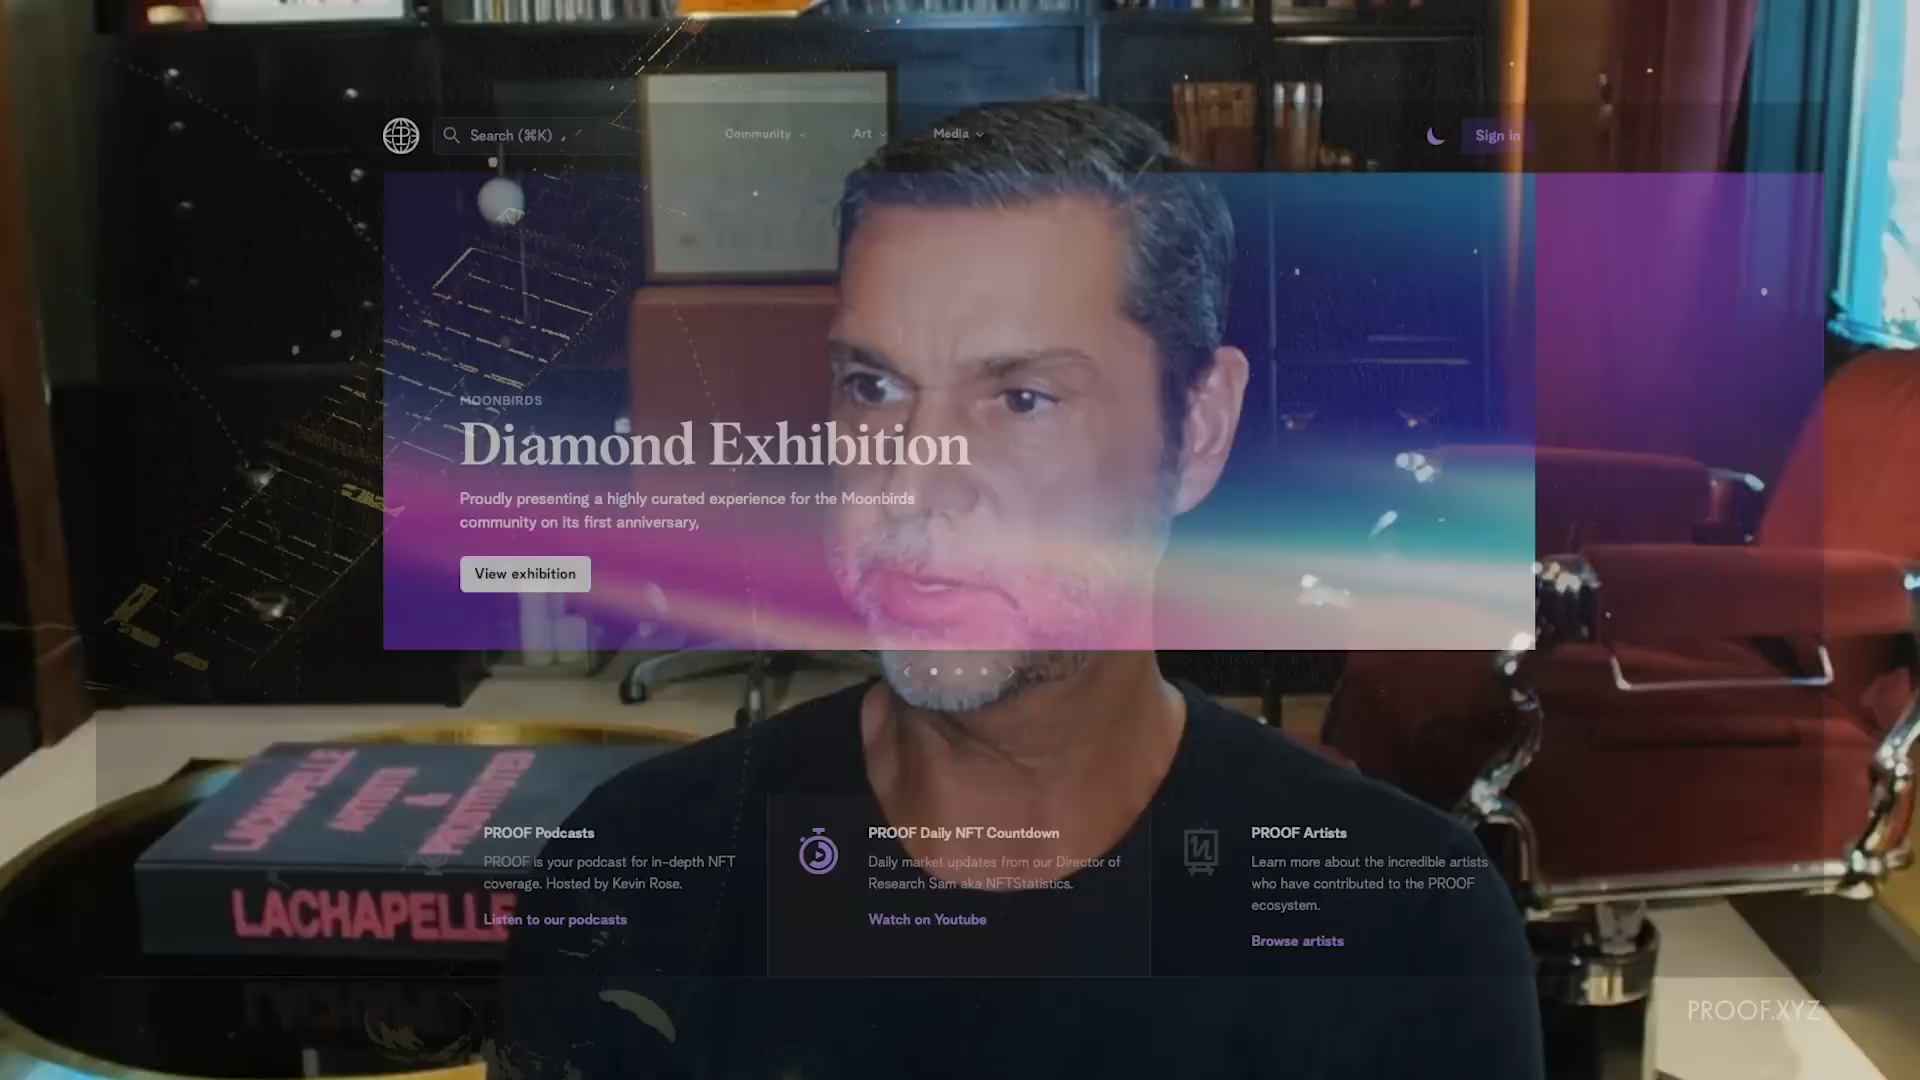 Search (⌘K)
Community
Art
Media
Sign in
MOONBIRDS
Diamond Exhibition
Proudly presenting a highly curated experience for the Moonbirds
community on its first anniversary,
View exhibition
PROOF Podcasts
PROOF is your podcast for in-depth NFT
coverage. Hosted by Kevin Rose.
Listen to our podcasts
PROOF Daily NFT Countdown
Daily market updates from our Director of
Research Sam aka NFTStatistics.
Watch on Youtube
PROOF Artists
Learn more about the incredible artists
who have contributed to the PROOF
ecosystem.
Browse artists
LACHAPELLE
ARTISTS
&
PROSTITUTES
LACHAPELLE
PROOF.XYZ